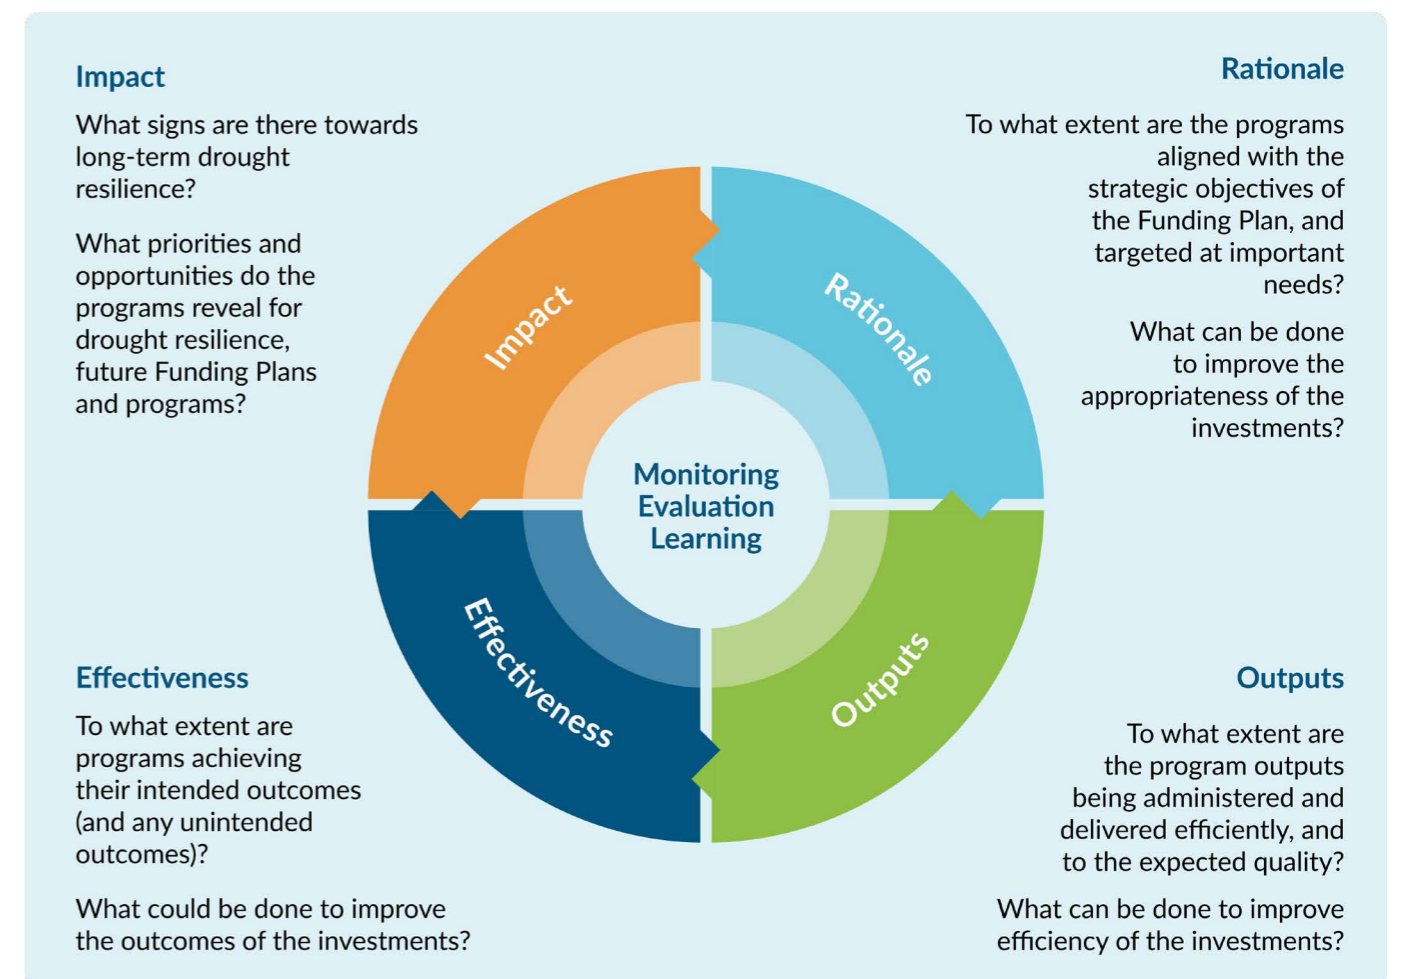 Impact
What signs are there towards
long-term drought
resilience?
What priorities and
opportunities do the
programs reveal for
drought resilience,
future Funding Plans
and programs?
Rationale
To what extent are the programs
aligned with the
strategic objectives of
the Funding Plan, and
targeted at important
needs?
What can be done
to improve the
appropriateness of the
investments?
Impact
Rationale
Monitoring
Evaluation
Learning
Effectiveness
Outputs
Effectiveness
To what extent are
programs achieving
their intended outcomes
(and any unintended
outcomes)?
What could be done to improve
the outcomes of the investments?
Outputs
To what extent are
the program outputs
being administered and
delivered efficiently, and
to the expected quality?
What can be done to improve
efficiency of the investments?